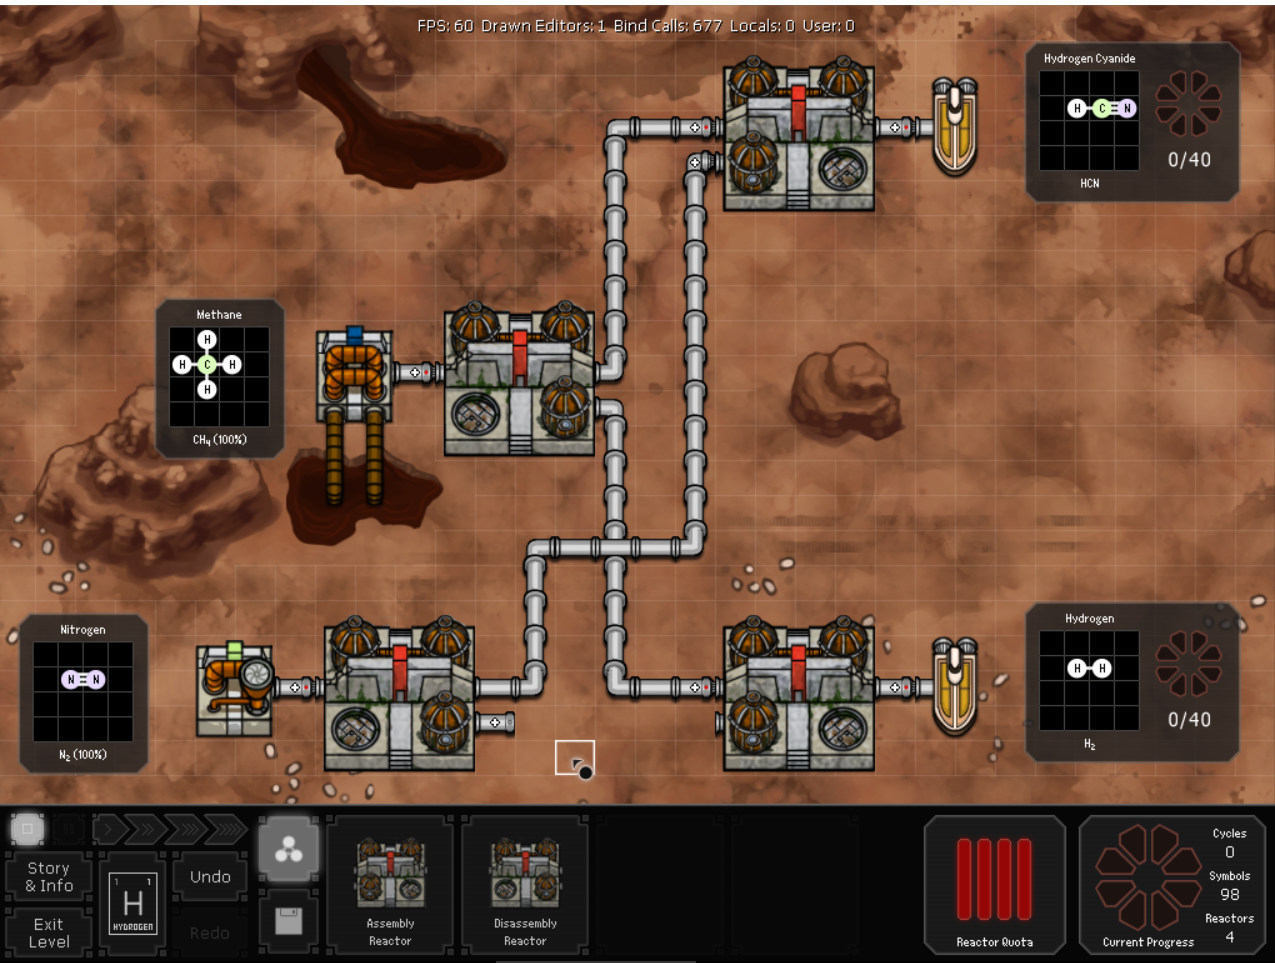 FPS: 60 Drawn Editors: 1 Bind Calls: 677 Locals: 0 User: 0
Hydrogen Cyanide
H C N
0/40
HCN
Methane
H
H C H
H
CH₄ (100%)
Nitrogen
N N
N₂ (100%)
Hydrogen
H H
0/40
H₂
Story
& Info
Exit
Level
1 1
H
HYDROGEN
Undo
Redo
Assembly
Reactor
Disassembly
Reactor
Reactor Quota
Current Progress
Cycles
0
Symbols
98
Reactors
4